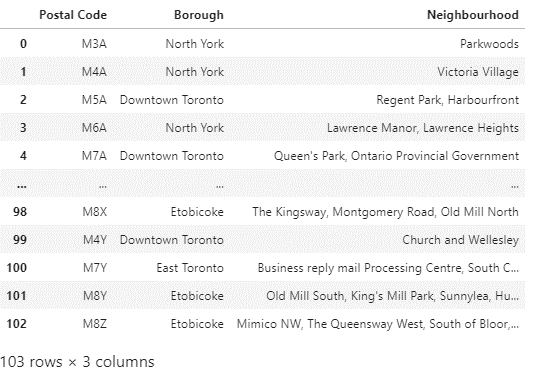 Postal Code Borough Neighbourhood
0 M3A North York Parkwoods
1 M4A North York Victoria Village
2 M5A Downtown Toronto Regent Park, Harbourfront
3 M6A North York Lawrence Manor, Lawrence Heights
4 M7A Downtown Toronto Queen's Park, Ontario Provincial Government
... ... ... ...
98 M8X Etobicoke The Kingsway, Montgomery Road, Old Mill North
99 M4Y Downtown Toronto Church and Wellesley
100 M7Y East Toronto Business reply mail Processing Centre, South C...
101 M8Y Etobicoke Old Mill South, King's Mill Park, Sunnylea, Hu...
102 M8Z Etobicoke Mimico NW, The Queensway West, South of Bloor,...
103 rows × 3 columns